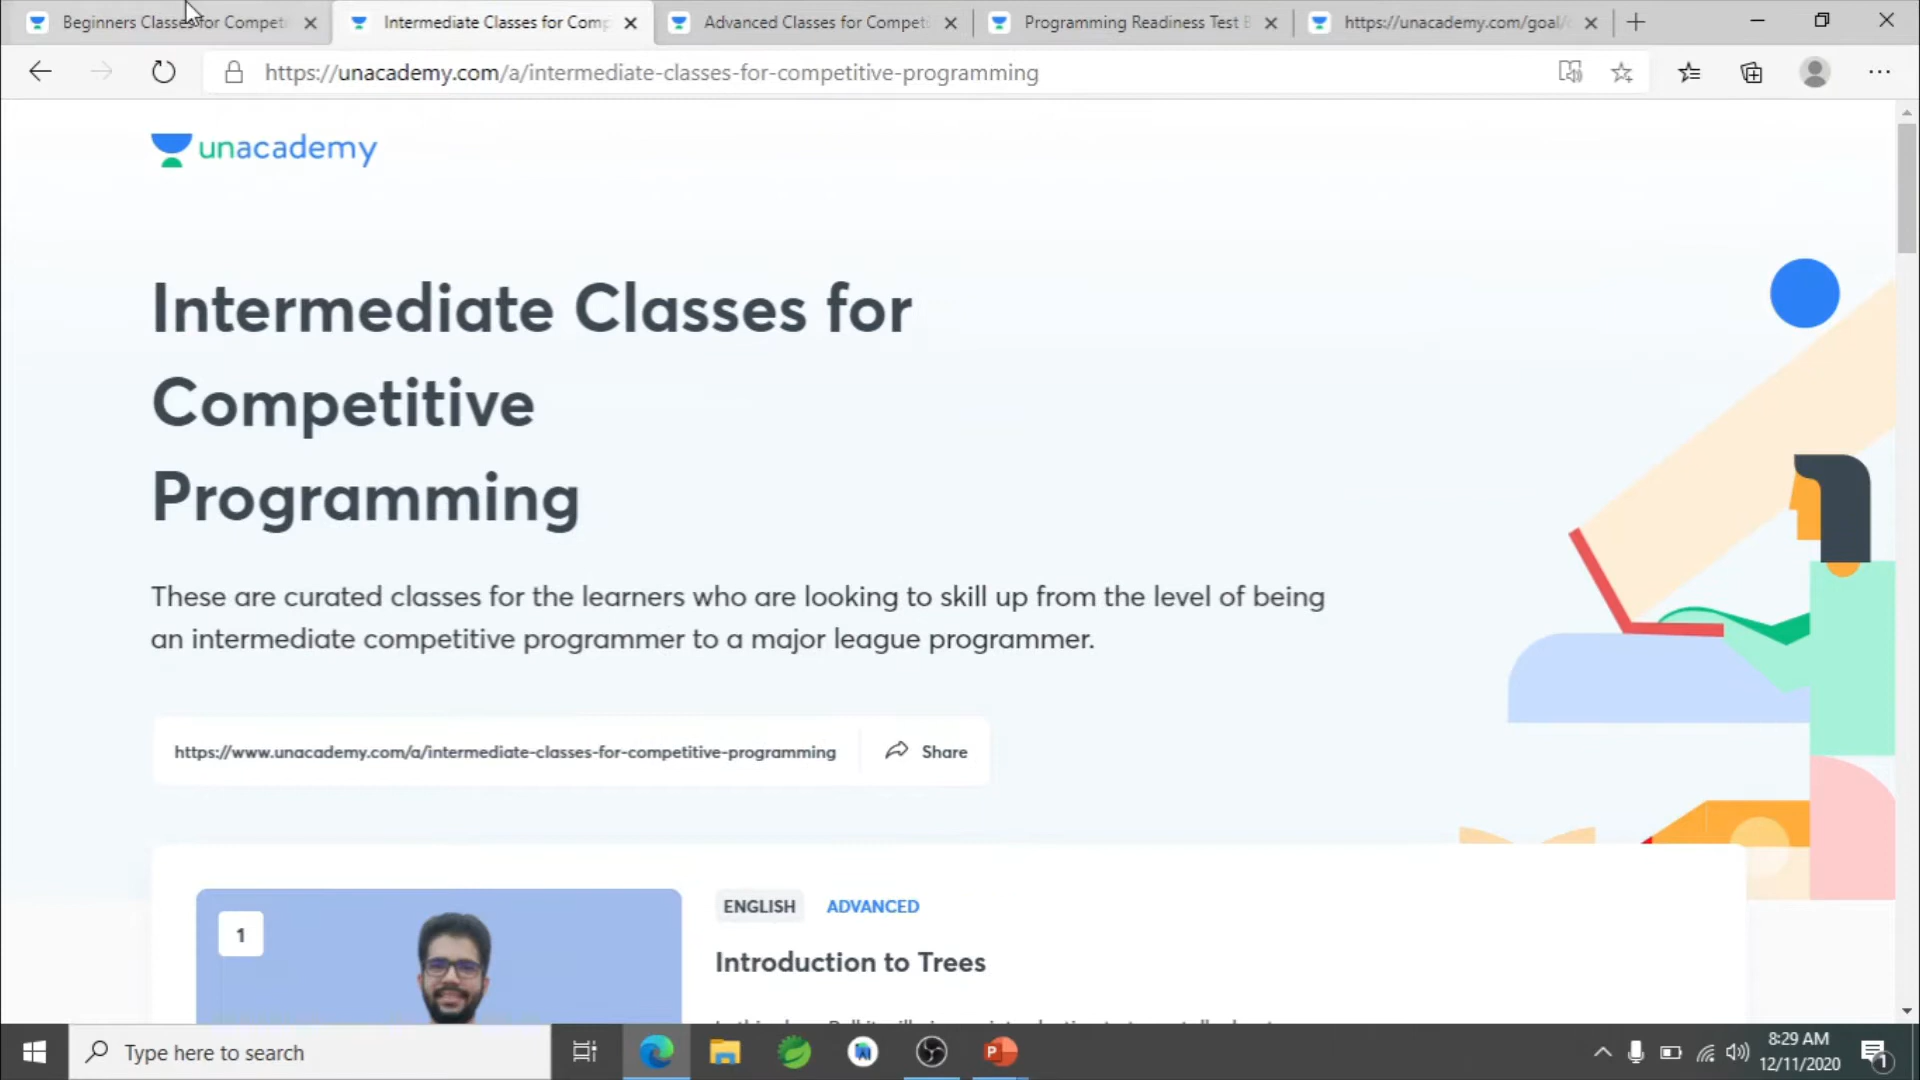 Beginners Classes for Compet
Intermediate Classes for Comp
Advanced Classes for Competi
Programming Readiness Test B
https://unacademy.com/goal/
https://unacademy.com/a/intermediate-classes-for-competitive-programming
unacademy
Intermediate Classes for
Competitive
Programming
These are curated classes for the learners who are looking to skill up from the level of being
an intermediate competitive programmer to a major league programmer.
https://www.unacademy.com/a/intermediate-classes-for-competitive-programming
Share
1
ENGLISH ADVANCED
Introduction to Trees
Type here to search
8:29 AM
12/11/2020
1